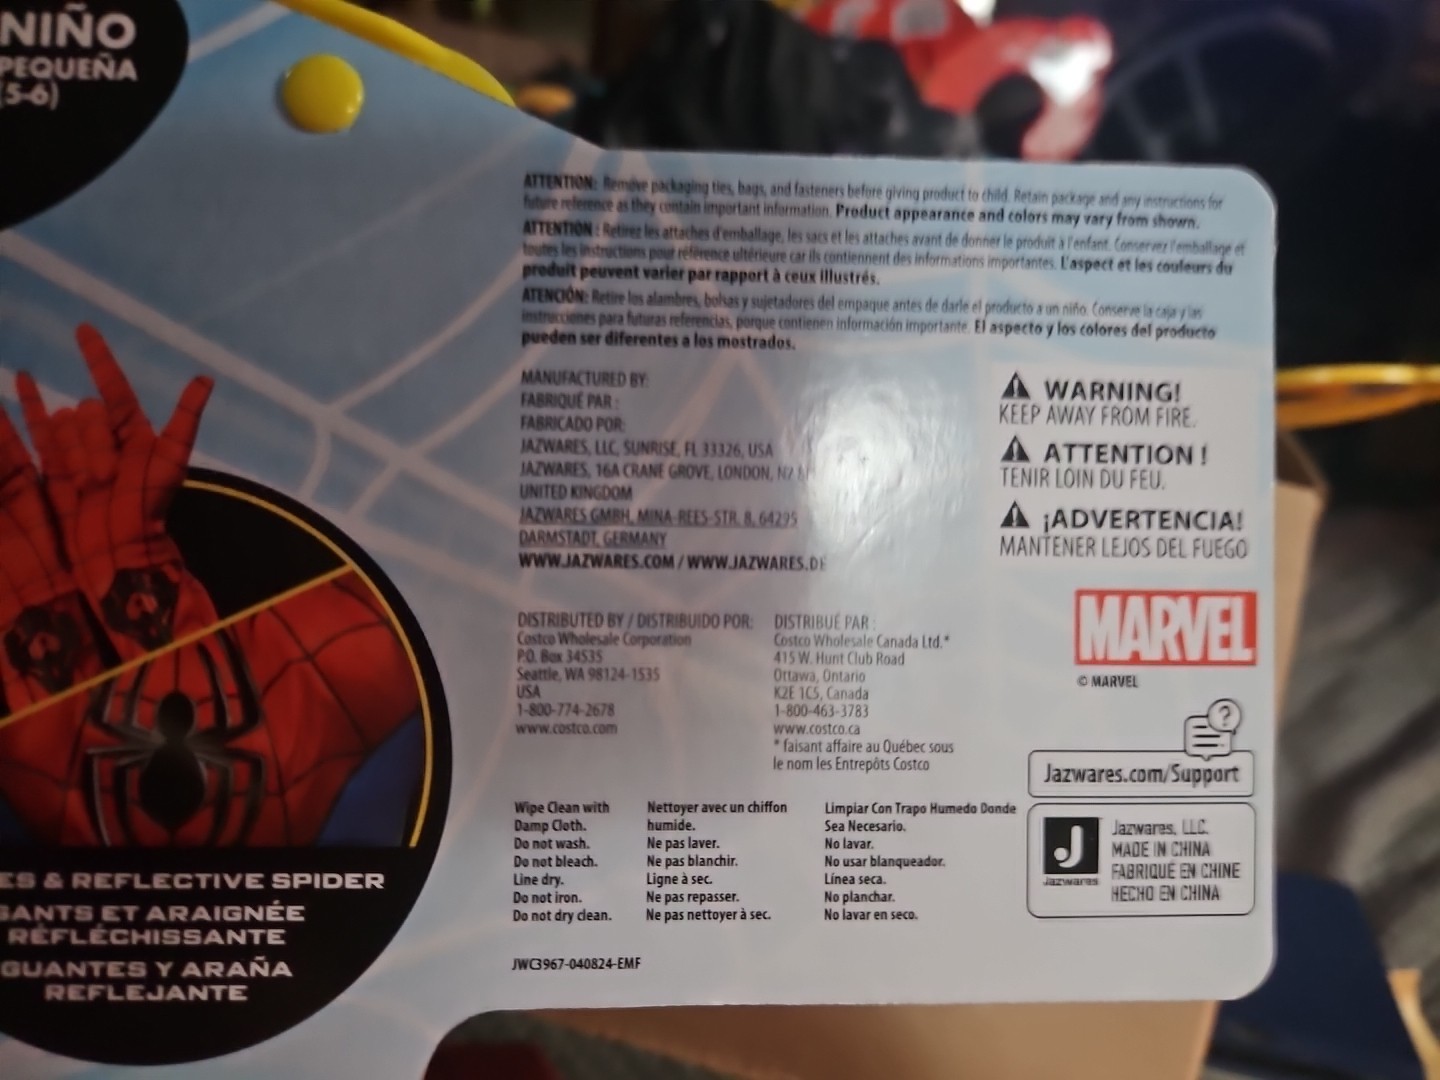 NIÑO
PEQUEÑA
(5-6)
ATTENTION: Remove packaging ties, bags, and fasteners before giving product to child. Retain package and any instructions for
future reference as they contain important information. Product appearance and colors may vary from shown.
ATTENTION : Retirez les attaches d'emballage, les sacs et les attaches avant de donner le produit à l'enfant. Conservez l'emballage et
toutes les instructions pour référence ultérieure car ils contiennent des informations importantes. L'aspect et les couleurs du
produit peuvent varier par rapport à ceux illustrés.
ATENCIÓN: Retire los alambres, bolsas y sujetadores del empaque antes de darle el producto a un niño. Conserve la caja y las
instrucciones para futuras referencias, porque contienen información importante. El aspecto y los colores del producto
pueden ser diferentes a los mostrados.
MANUFACTURED BY:
FABRIQUÉ PAR :
FABRICADO POR:
JAZWARES, LLC, SUNRISE, FL 33326, USA
JAZWARES, 16A CRANE GROVE, LONDON,
UNITED KINGDOM
JAZWARES GMBH, MINA-REES-STR. 8, 64295
DARMSTADT, GERMANY
WWW.JAZWARES.COM / WWW.JAZWARES.DE
WARNING!
KEEP AWAY FROM FIRE.
ATTENTION !
TENIR LOIN DU FEU.
¡ADVERTENCIA!
MANTENER LEJOS DEL FUEGO
DISTRIBUTED BY / DISTRIBUIDO POR:
Costco Wholesale Corporation
P.O. Box 34535
Seattle, WA 98124-1535
USA
1-800-774-2678
www.costco.com
DISTRIBUÉ PAR :
Costco Wholesale Canada Ltd.*
415 W. Hunt Club Road
Ottawa, Ontario
K2E 1C5, Canada
1-800-463-3783
www.costco.ca
* faisant affaire au Québec sous
le nom les Entrepôts Costco
MARVEL
© MARVEL
?
Jazwares.com/Support
Wipe Clean with
Damp Cloth.
Do not wash.
Do not bleach.
Line dry.
Do not iron.
Do not dry clean.
Nettoyer avec un chiffon
humide.
Ne pas laver.
Ne pas blanchir.
Ligne à sec.
Ne pas repasser.
Ne pas nettoyer à sec.
Limpiar Con Trapo Humedo Donde
Sea Necesario.
No lavar.
No usar blanqueador.
Línea seca.
No planchar.
No lavar en seco.
J
Jazwares
Jazwares, LLC.
MADE IN CHINA
FABRIQUÉ EN CHINE
HECHO EN CHINA
ES & REFLECTIVE SPIDER
GANTS ET ARAIGNÉE
RÉFLÉCHISSANTE
GUANTES Y ARAÑA
REFLEJANTE
JWC3967-040824-EMF